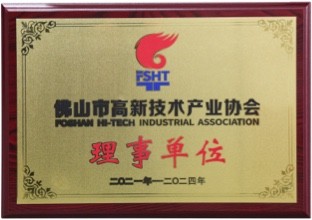 FSHT
佛山市高新技术产业协会
FOSHAN HI-TECH INDUSTRIAL ASSOCIATION
理事单位
二〇二一年—二〇二四年